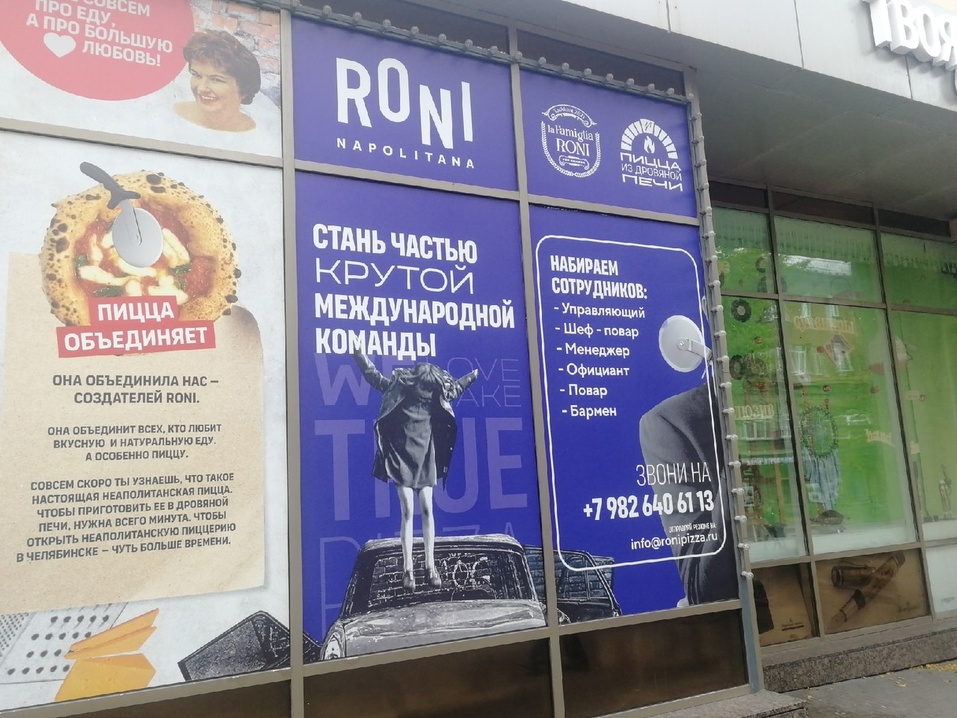 СОВСЕМ
ПРО ЕДУ,
А ПРО БОЛЬШУЮ
ЛЮБОВЬ!
ПИЦЦА
ОБЪЕДИНЯЕТ
ОНА ОБЪЕДИНИЛА НАС –
СОЗДАТЕЛЕЙ RONI.
ОНА ОБЪЕДИНИТ ВСЕХ, КТО ЛЮБИТ
ВКУСНУЮ И НАТУРАЛЬНУЮ ЕДУ.
А ОСОБЕННО ПИЦЦУ.
СОВСЕМ СКОРО ТЫ УЗНАЕШЬ, ЧТО ТАКОЕ
НАСТОЯЩАЯ НЕАПОЛИТАНСКАЯ ПИЦЦА.
ЧТОБЫ ПРИГОТОВИТЬ ЕЕ В ДРОВЯНОЙ
ПЕЧИ, НУЖНА ВСЕГО МИНУТА. ЧТОБЫ
ОТКРЫТЬ НЕАПОЛИТАНСКУЮ ПИЦЦЕРИЮ
В ЧЕЛЯБИНСКЕ – ЧУТЬ БОЛЬШЕ ВРЕМЕНИ.
RONI
NAPOLITANA
la Famiglia
RONI
ПИЦЦА
ИЗ ДРОВЯНОЙ
ПЕЧИ
СТАНЬ ЧАСТЬЮ
КРУТОЙ
МЕЖДУНАРОДНОЙ
КОМАНДЫ
WE LOVE
MAKE
TRUE
PIZZA
НАБИРАЕМ
СОТРУДНИКОВ:
- Управляющий
- Шеф - повар
- Менеджер
- Официант
- Повар
- Бармен
ЗВОНИ НА
+7 982 640 61 13
info@ronipizza.ru
ТВОЯ